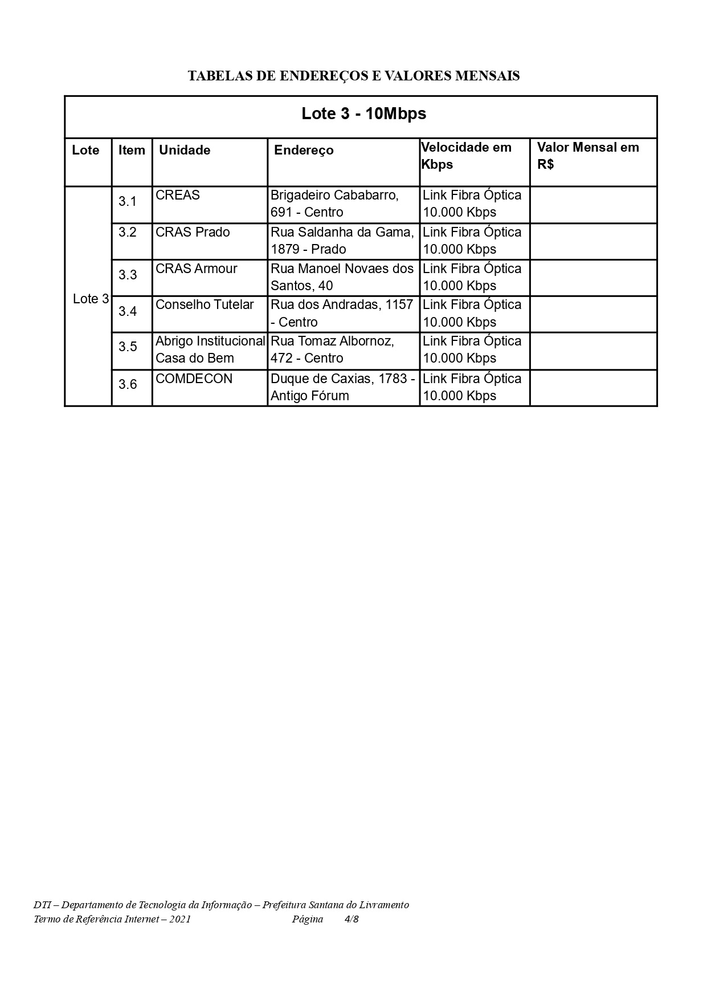 TABELAS DE ENDEREÇOS E VALORES MENSAIS
Lote 3 - 10Mbps
Lote Item Unidade Endereço Velocidade em Kbps Valor Mensal em R$
Lote 3
3.1 CREAS Brigadeiro Cababarro, 691 - Centro Link Fibra Óptica 10.000 Kbps
3.2 CRAS Prado Rua Saldanha da Gama, 1879 - Prado Link Fibra Óptica 10.000 Kbps
3.3 CRAS Armour Rua Manoel Novaes dos Santos, 40 Link Fibra Óptica 10.000 Kbps
3.4 Conselho Tutelar Rua dos Andradas, 1157 - Centro Link Fibra Óptica 10.000 Kbps
3.5 Abrigo Institucional Casa do Bem Rua Tomaz Albornoz, 472 - Centro Link Fibra Óptica 10.000 Kbps
3.6 COMDECON Duque de Caxias, 1783 - Antigo Fórum Link Fibra Óptica 10.000 Kbps
DTI – Departamento de Tecnologia da Informação – Prefeitura Santana do Livramento
Termo de Referência Internet – 2021 Página 4/8